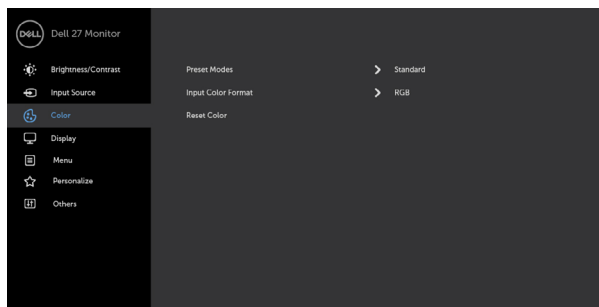 DELL Dell 27 Monitor
Brightness/Contrast
Preset Modes
Standard
Input Source
Input Color Format
RGB
Color
Reset Color
Display
Menu
Personalize
Others